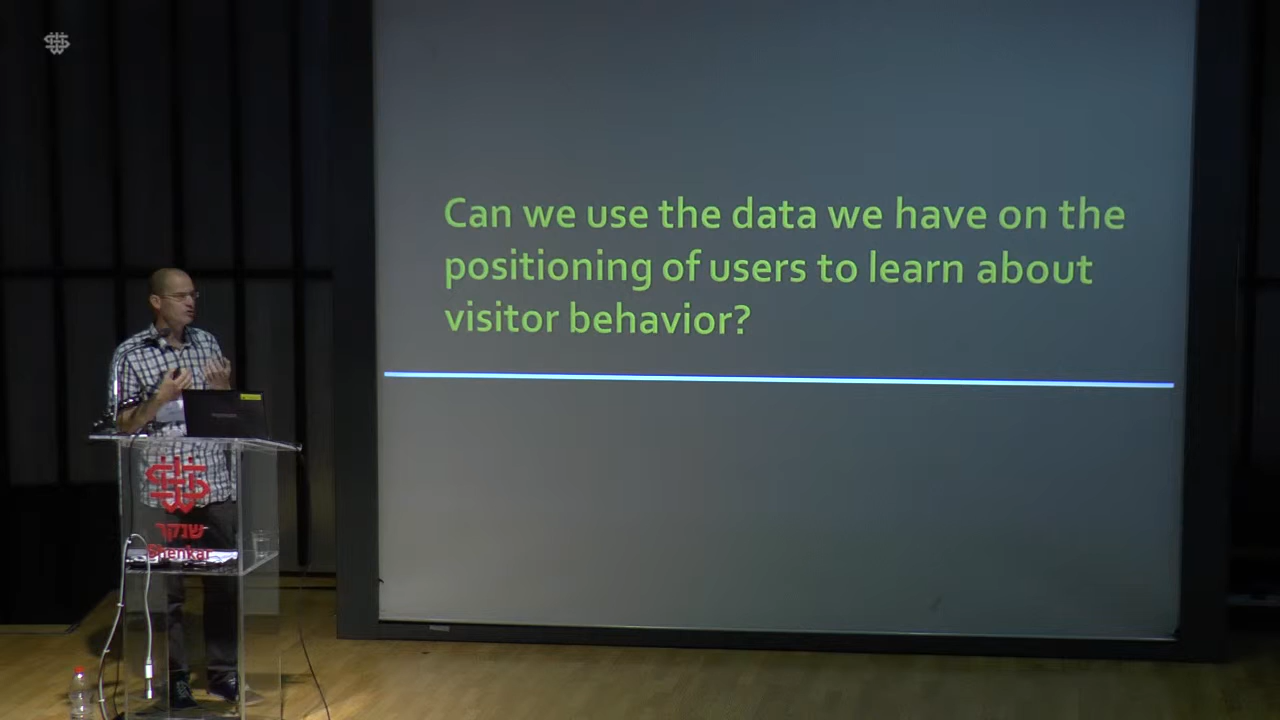 Can we use the data we have on the
positioning of users to learn about
visitor behavior?
שנקר
Shenkar